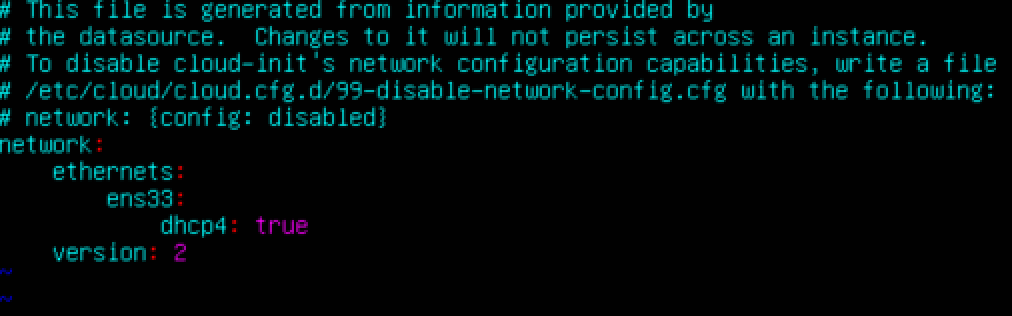 # This file is generated from information provided by
# the datasource.  Changes to it will not persist across an instance.
# To disable cloud-init's network configuration capabilities, write a file
# /etc/cloud/cloud.cfg.d/99-disable-network-config.cfg with the following:
# network: {config: disabled}
network:
    ethernets:
        ens33:
            dhcp4: true
    version: 2
~
~